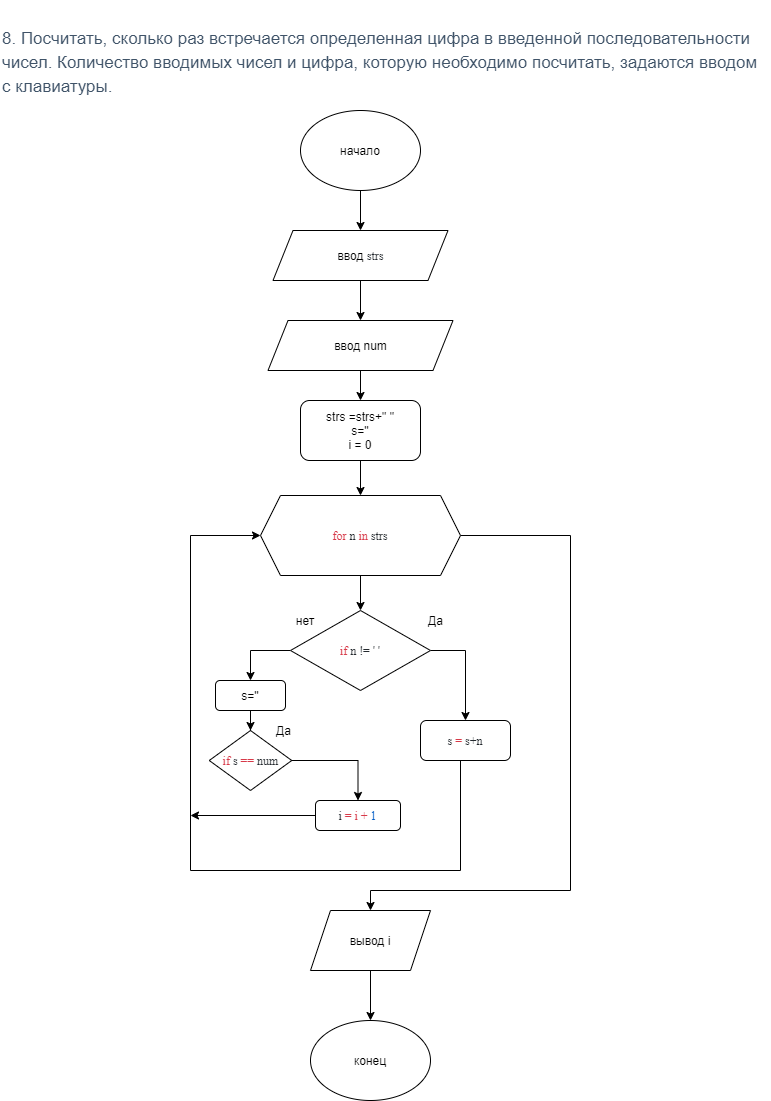 8. Посчитать, сколько раз встречается определенная цифра в введенной последовательности
чисел. Количество вводимых чисел и цифра, которую необходимо посчитать, задаются вводом
с клавиатуры.
начало
ввод strs
ввод num
strs =strs+" "
s=''
i = 0
for n in strs
нет
Да
if n != ' '
s=''
s = s+n
Да
if s == num
i = i + 1
вывод i
конец